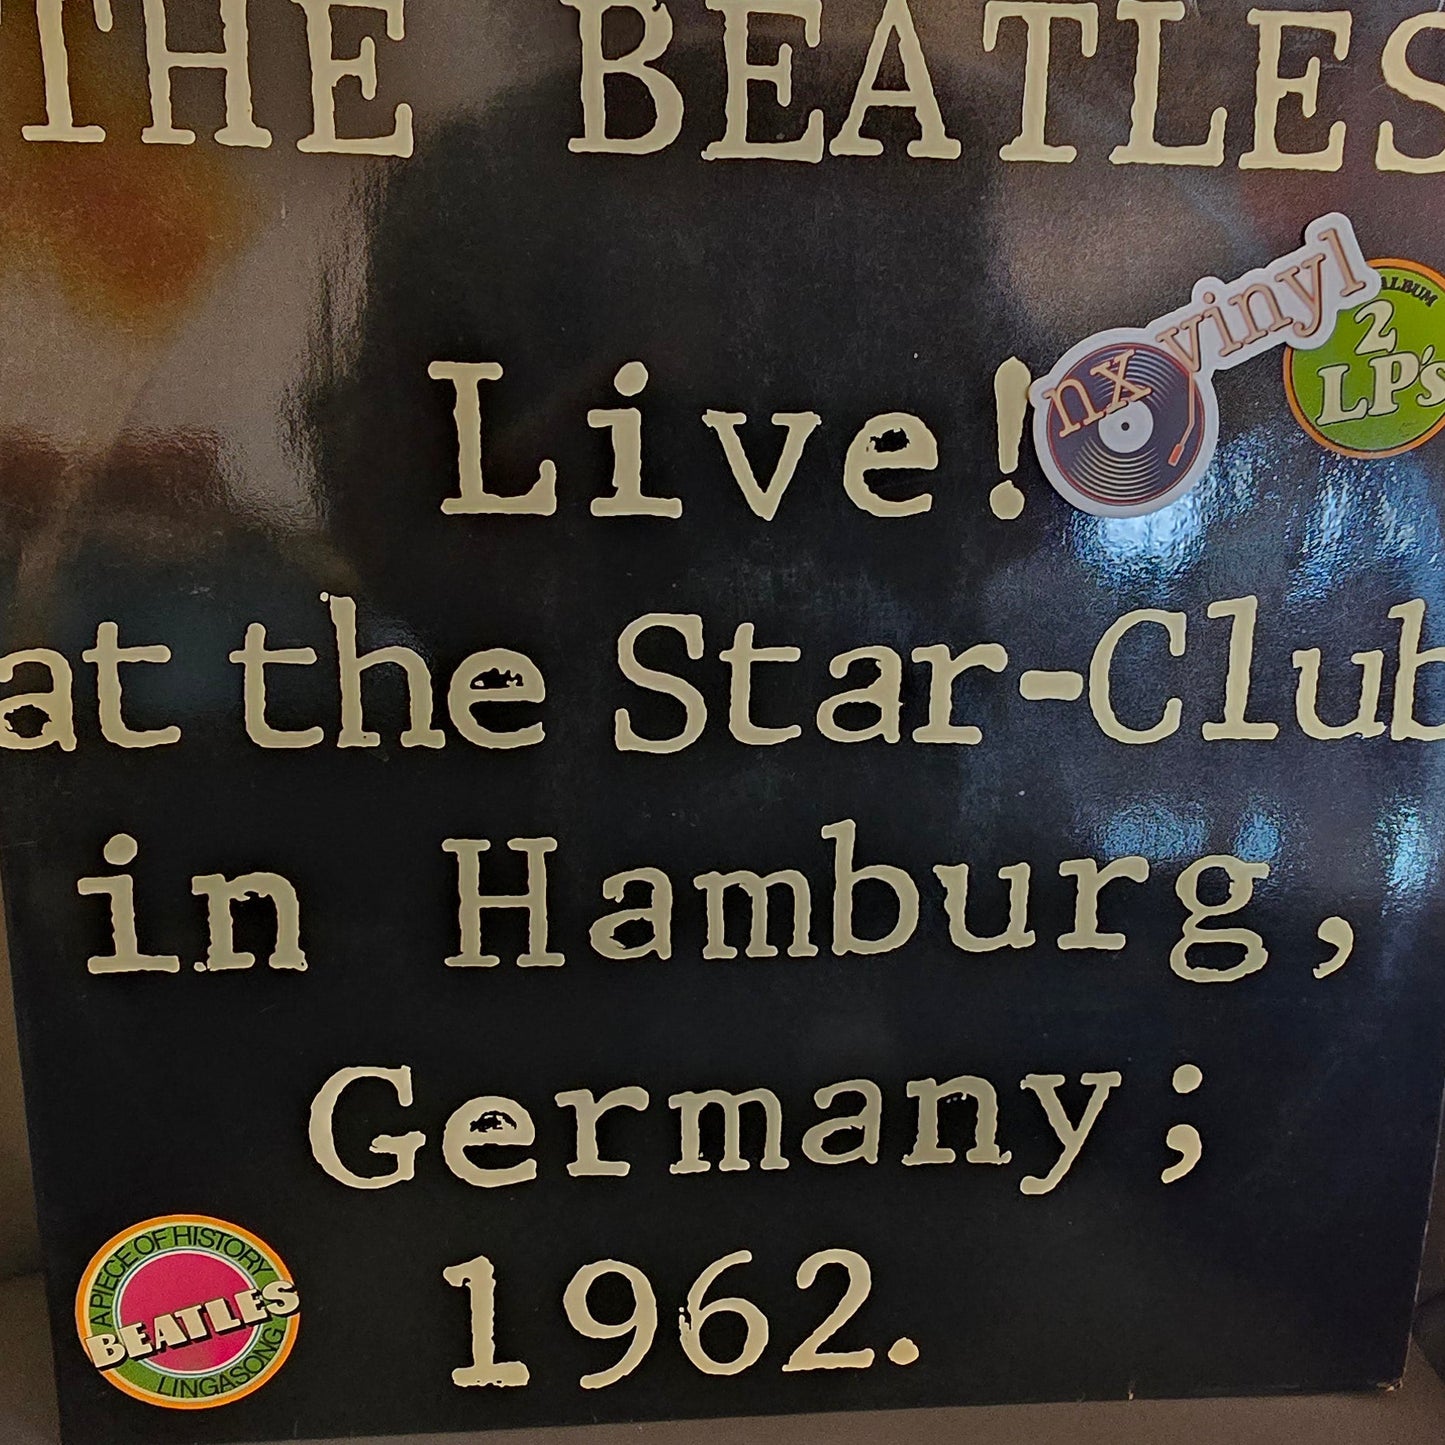 THE BEATLES
Live!
nx vinyl
ALBUM
2
LP's
at the Star-Club
in Hamburg,
Germany;
1962.
A PIECE OF HISTORY
BEATLES
LINGASONG